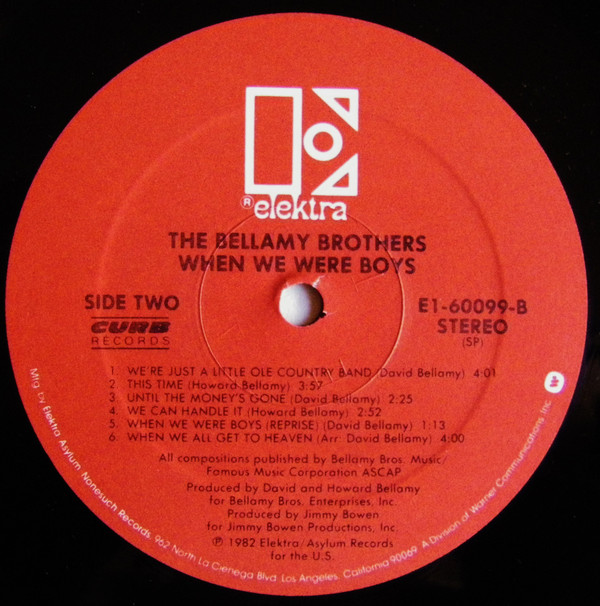 ® elektra
THE BELLAMY BROTHERS
WHEN WE WERE BOYS
SIDE TWO
CURB
RECORDS
E1-60099-B
STEREO
(SP)
1. WE'RE JUST A LITTLE OLE COUNTRY BAND (David Bellamy) 4:01
2. THIS TIME (Howard Bellamy) 3:57
3. UNTIL THE MONEY'S GONE (David Bellamy) 2:25
4. WE CAN HANDLE IT (Howard Bellamy) 2:52
5. WHEN WE WERE BOYS (REPRISE) (David Bellamy) 1:13
6. WHEN WE ALL GET TO HEAVEN (Arr. David Bellamy) 4:00
All compositions published by Bellamy Bros. Music/
Famous Music Corporation ASCAP
Produced by David and Howard Bellamy
for Bellamy Bros. Enterprises, Inc.
Produced by Jimmy Bowen
for Jimmy Bowen Productions, Inc.
℗ 1982 Elektra/Asylum Records
for the U.S.
Mfg. by Elektra Asylum Nonesuch Records, 962 North La Cienega Blvd. Los Angeles, California 90069. A Division of Warner Communications, Inc.